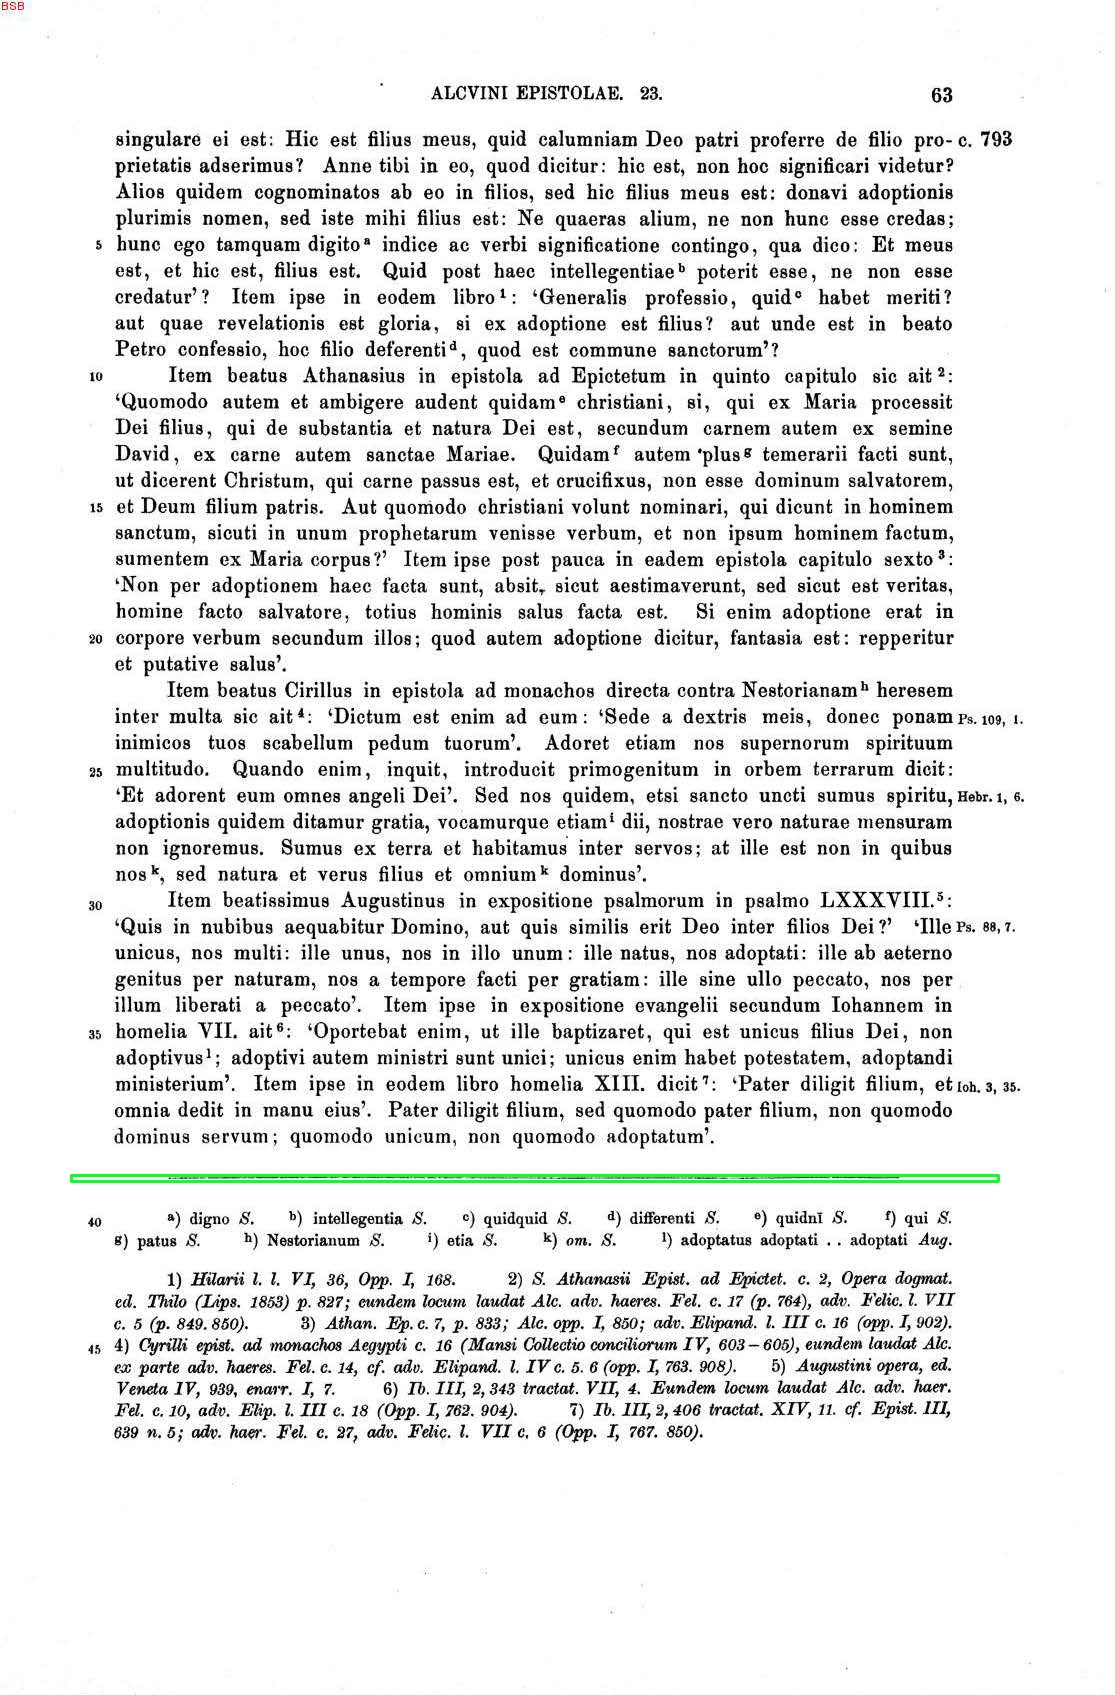 BSB
ALCVINI EPISTOLAE. 23. 63
singulare ei est: Hic est filius meus, quid calumniam Deo patri proferre de filio pro- c. 793
prietatis adserimus? Anne tibi in eo, quod dicitur: hic est, non hoc significari videtur?
Alios quidem cognominatos ab eo in filios, sed hic filius meus est: donavi adoptionis
plurimis nomen, sed iste mihi filius est: Ne quaeras alium, ne non hunc esse credas;
5 hunc ego tamquam digito ᵃ indice ac verbi significatione contingo, qua dico: Et meus
est, et hic est, filius est. Quid post haec intellegentiae ᵇ poterit esse, ne non esse
credatur’? Item ipse in eodem libro ¹: ‘Generalis professio, quid ᶜ habet meriti?
aut quae revelationis est gloria, si ex adoptione est filius? aut unde est in beato
Petro confessio, hoc filio deferenti ᵈ, quod est commune sanctorum’?
10 Item beatus Athanasius in epistola ad Epictetum in quinto capitulo sic ait ²:
‘Quomodo autem et ambigere audent quidam ᵉ christiani, si, qui ex Maria processit
Dei filius, qui de substantia et natura Dei est, secundum carnem autem ex semine
David, ex carne autem sanctae Mariae. Quidam ᶠ autem ‘plus ᵍ temerarii facti sunt,
ut dicerent Christum, qui carne passus est, et crucifixus, non esse dominum salvatorem,
15 et Deum filium patris. Aut quomodo christiani volunt nominari, qui dicunt in hominem
sanctum, sicuti in unum prophetarum venisse verbum, et non ipsum hominem factum,
sumentem ex Maria corpus?’ Item ipse post pauca in eadem epistola capitulo sexto ³:
‘Non per adoptionem haec facta sunt, absit, sicut aestimaverunt, sed sicut est veritas,
homine facto salvatore, totius hominis salus facta est. Si enim adoptione erat in
20 corpore verbum secundum illos; quod autem adoptione dicitur, fantasia est: repperitur
et putative salus’.
Item beatus Cirillus in epistola ad monachos directa contra Nestorianam ʰ heresem
inter multa sic ait ⁴: ‘Dictum est enim ad eum: ‘Sede a dextris meis, donec ponam Ps. 109, 1.
inimicos tuos scabellum pedum tuorum’. Adoret etiam nos supernorum spirituum
25 multitudo. Quando enim, inquit, introducit primogenitum in orbem terrarum dicit:
‘Et adorent eum omnes angeli Dei’. Sed nos quidem, etsi sancto uncti sumus spiritu, Hebr. 1, 6.
adoptionis quidem ditamur gratia, vocamurque etiam ⁱ dii, nostrae vero naturae mensuram
non ignoremus. Sumus ex terra et habitamus inter servos; at ille est non in quibus
nos ᵏ, sed natura et verus filius et omnium ᵏ dominus’.
30 Item beatissimus Augustinus in expositione psalmorum in psalmo LXXXVIII.⁵:
‘Quis in nubibus aequabitur Domino, aut quis similis erit Deo inter filios Dei?’ ‘Ille Ps. 88, 7.
unicus, nos multi: ille unus, nos in illo unum: ille natus, nos adoptati: ille ab aeterno
genitus per naturam, nos a tempore facti per gratiam: ille sine ullo peccato, nos per
illum liberati a peccato’. Item ipse in expositione evangelii secundum Iohannem in
35 homelia VII. ait ⁶: ‘Oportebat enim, ut ille baptizaret, qui est unicus filius Dei, non
adoptivus ˡ; adoptivi autem ministri sunt unici; unicus enim habet potestatem, adoptandi
ministerium’. Item ipse in eodem libro homelia XIII. dicit ⁷: ‘Pater diligit filium, et Ioh. 3, 35.
omnia dedit in manu eius’. Pater diligit filium, sed quomodo pater filium, non quomodo
dominus servum; quomodo unicum, non quomodo adoptatum’.
40 ᵃ) digno S. ᵇ) intellegentia S. ᶜ) quidquid S. ᵈ) differenti S. ᵉ) quidnī S. ᶠ) qui S.
ᵍ) patus S. ʰ) Nestorianum S. ⁱ) etia S. ᵏ) om. S. ˡ) adoptatus adoptati . . adoptati Aug.
1) Hilarii l. l. VI, 36, Opp. I, 168. 2) S. Athanasii Epist. ad Epictet. c. 2, Opera dogmat.
ed. Thilo (Lips. 1853) p. 827; eundem locum laudat Alc. adv. haeres. Fel. c. 17 (p. 764), adv. Felic. l. VII
c. 5 (p. 849. 850). 3) Athan. Ep. c. 7, p. 833; Alc. opp. I, 850; adv. Elipand. l. III c. 16 (opp. I, 902).
45 4) Cyrilli epist. ad monachos Aegypti c. 16 (Mansi Collectio conciliorum IV, 603–605), eundem laudat Alc.
ex parte adv. haeres. Fel. c. 14, cf. adv. Elipand. l. IV c. 5. 6 (opp. I, 763. 908). 5) Augustini opera, ed.
Veneta IV, 939, enarr. I, 7. 6) Ib. III, 2, 343 tractat. VII, 4. Eundem locum laudat Alc. adv. haer.
Fel. c. 10, adv. Elip. l. III c. 18 (Opp. I, 762. 904). 7) Ib. III, 2, 406 tractat. XIV, 11. cf. Epist. III,
639 n. 5; adv. haer. Fel. c. 27, adv. Felic. l. VII c. 6 (Opp. I, 767. 850).